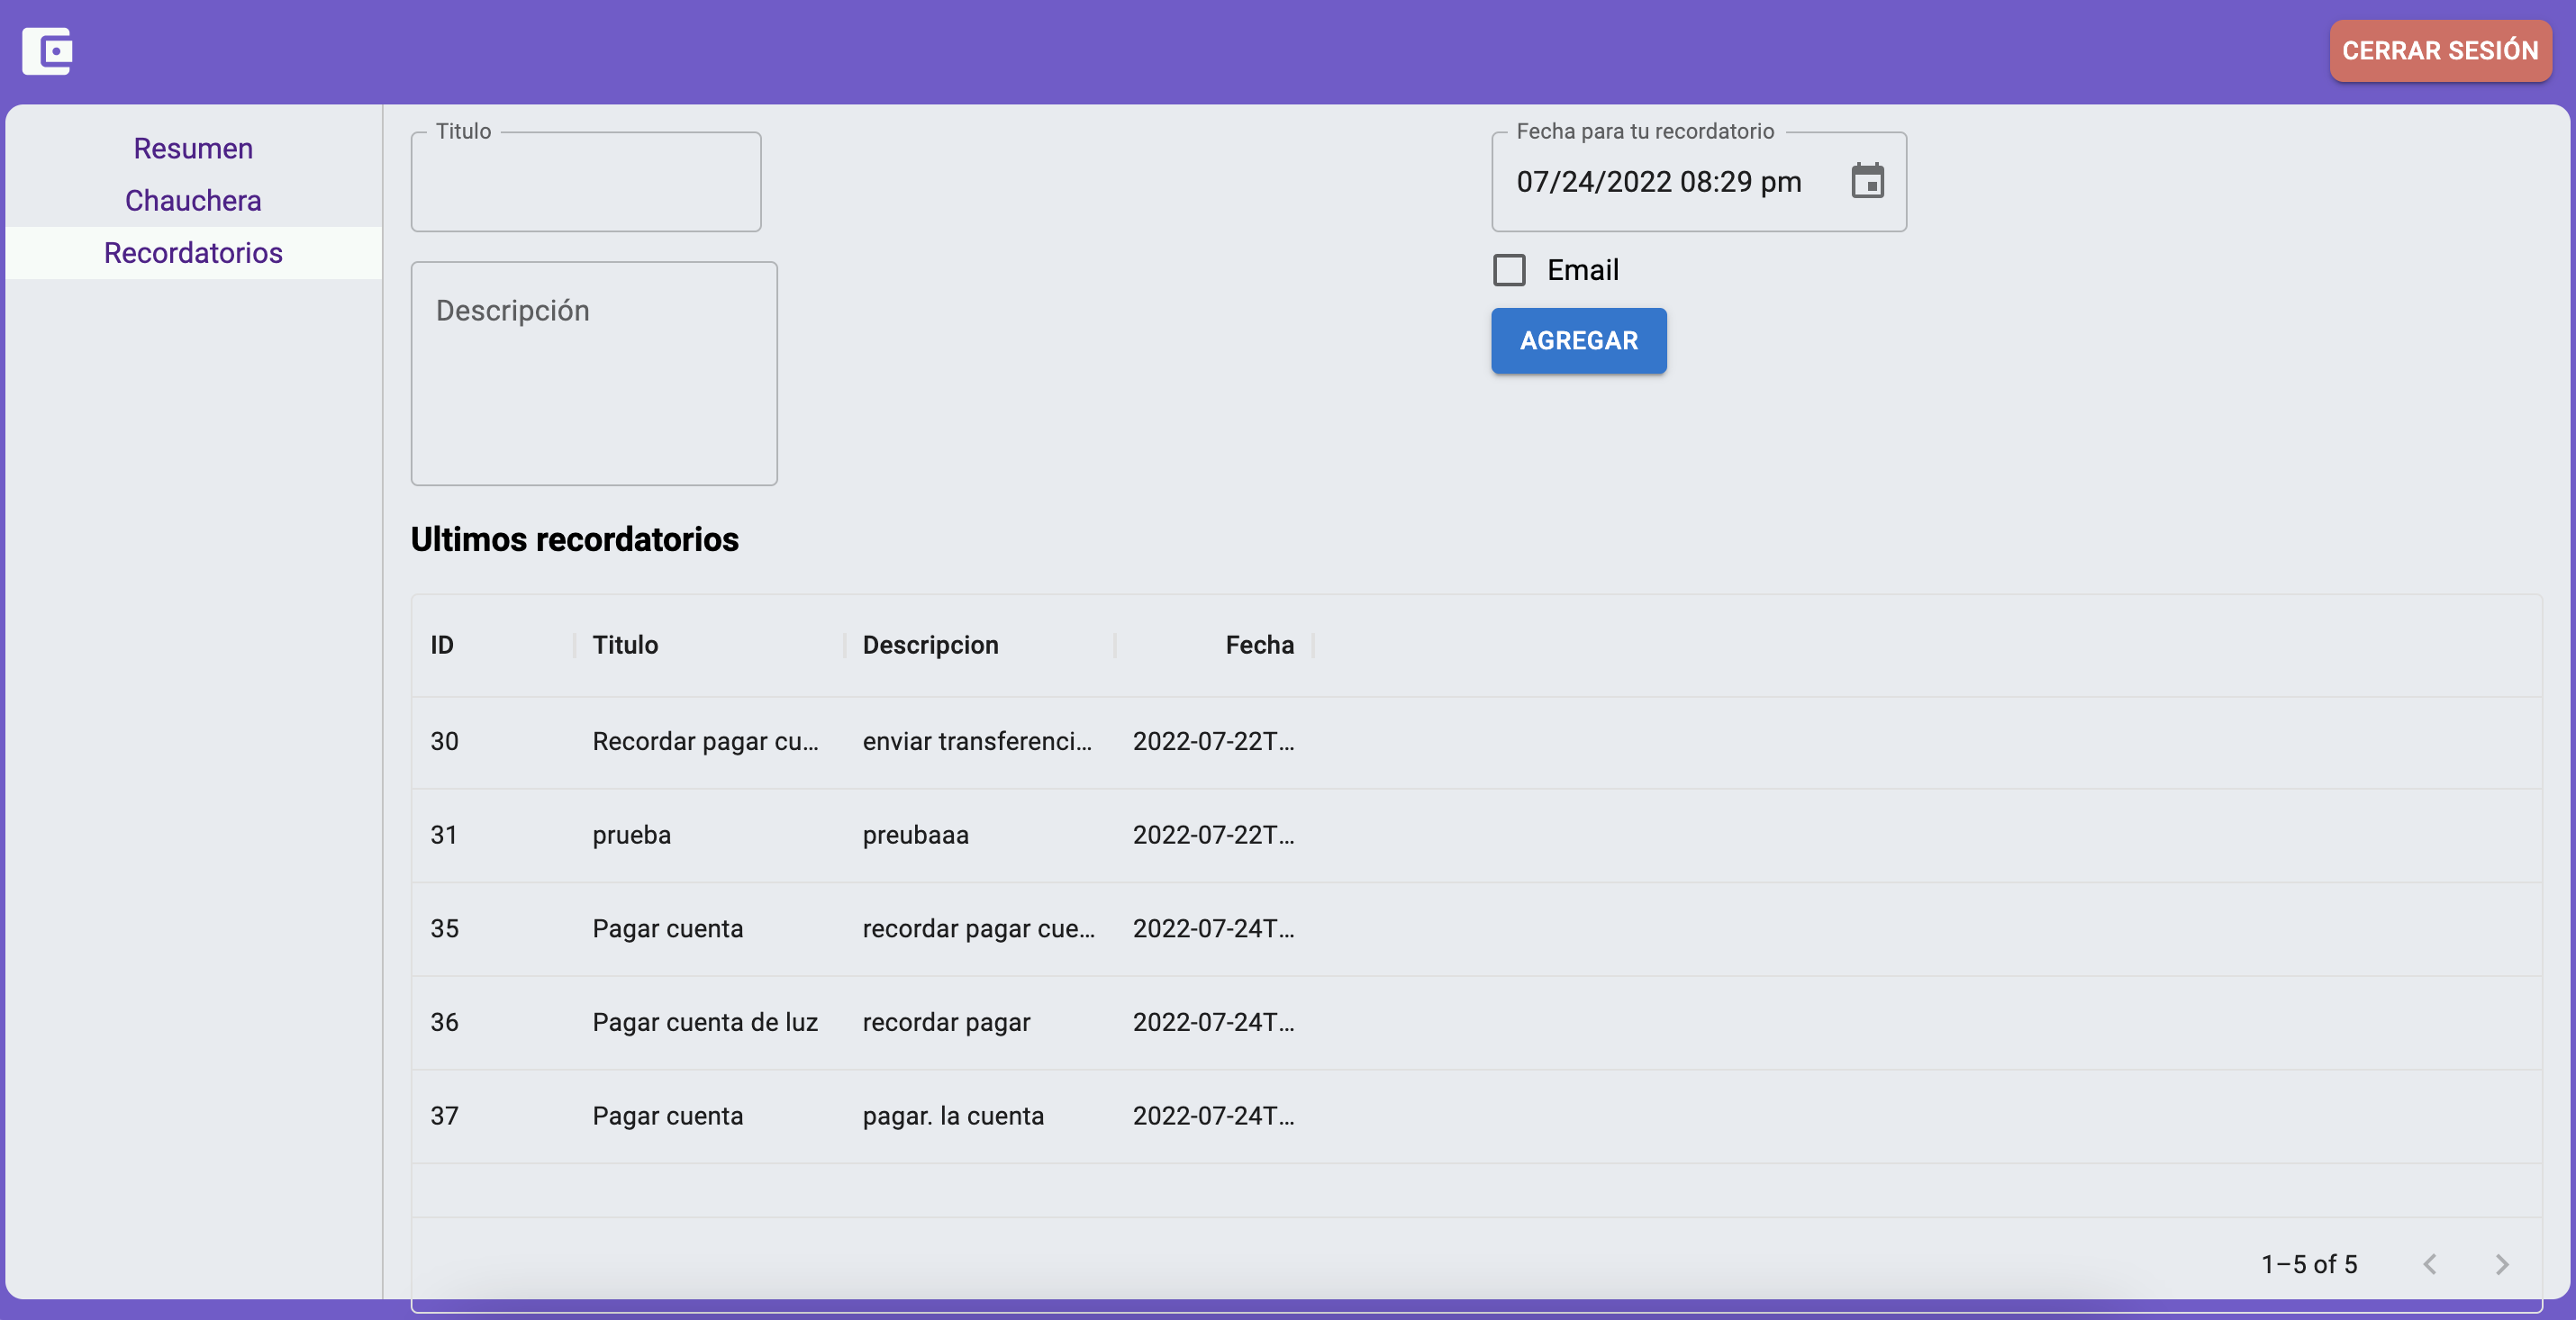 CERRAR SESIÓN
Resumen
Chauchera
Recordatorios
Titulo
Descripción
Fecha para tu recordatorio
07/24/2022 08:29 pm
Email
AGREGAR
Ultimos recordatorios
ID Titulo Descripcion Fecha
30 Recordar pagar cu... enviar transferenci... 2022-07-22T...
31 prueba preubaaa 2022-07-22T...
35 Pagar cuenta recordar pagar cue... 2022-07-24T...
36 Pagar cuenta de luz recordar pagar 2022-07-24T...
37 Pagar cuenta pagar. la cuenta 2022-07-24T...
1–5 of 5